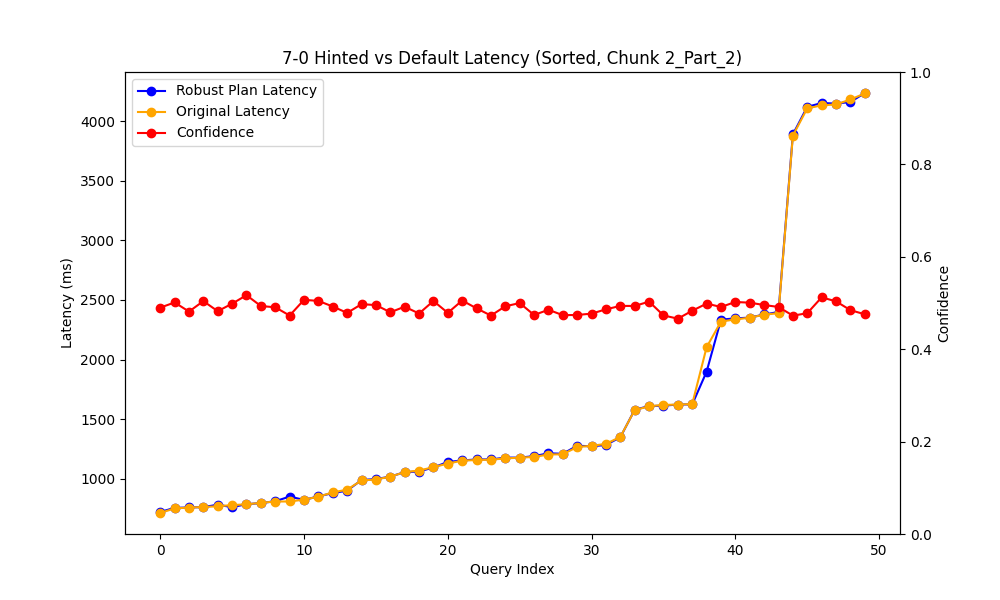 7-0 Hinted vs Default Latency (Sorted, Chunk 2_Part_2)
Robust Plan Latency
Original Latency
Confidence
Latency (ms)
4000
3500
3000
2500
2000
1500
1000
1.0
0.8
0.6
0.4
0.2
0.0
Confidence
0
10
20
30
40
50
Query Index